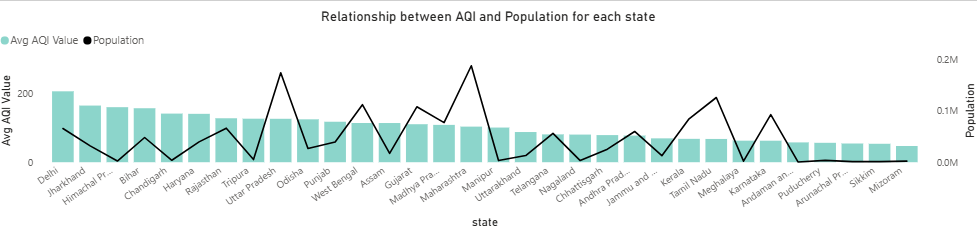 Relationship between AQI and Population for each state
Avg AQI Value Population
Avg AQI Value
200
0
0.2M
0.1M
0.0M
Population
Delhi
Jharkhand
Himachal Pr...
Bihar
Chandigarh
Haryana
Rajasthan
Tripura
Uttar Pradesh
Odisha
Punjab
West Bengal
Assam
Gujarat
Madhya Pra...
Maharashtra
Manipur
Uttarakhand
Telangana
Nagaland
Chhattisgarh
Andhra Prad...
Jammu and ...
Kerala
Tamil Nadu
Meghalaya
Karnataka
Andaman an...
Puducherry
Arunachal Pr...
Sikkim
Mizoram
state